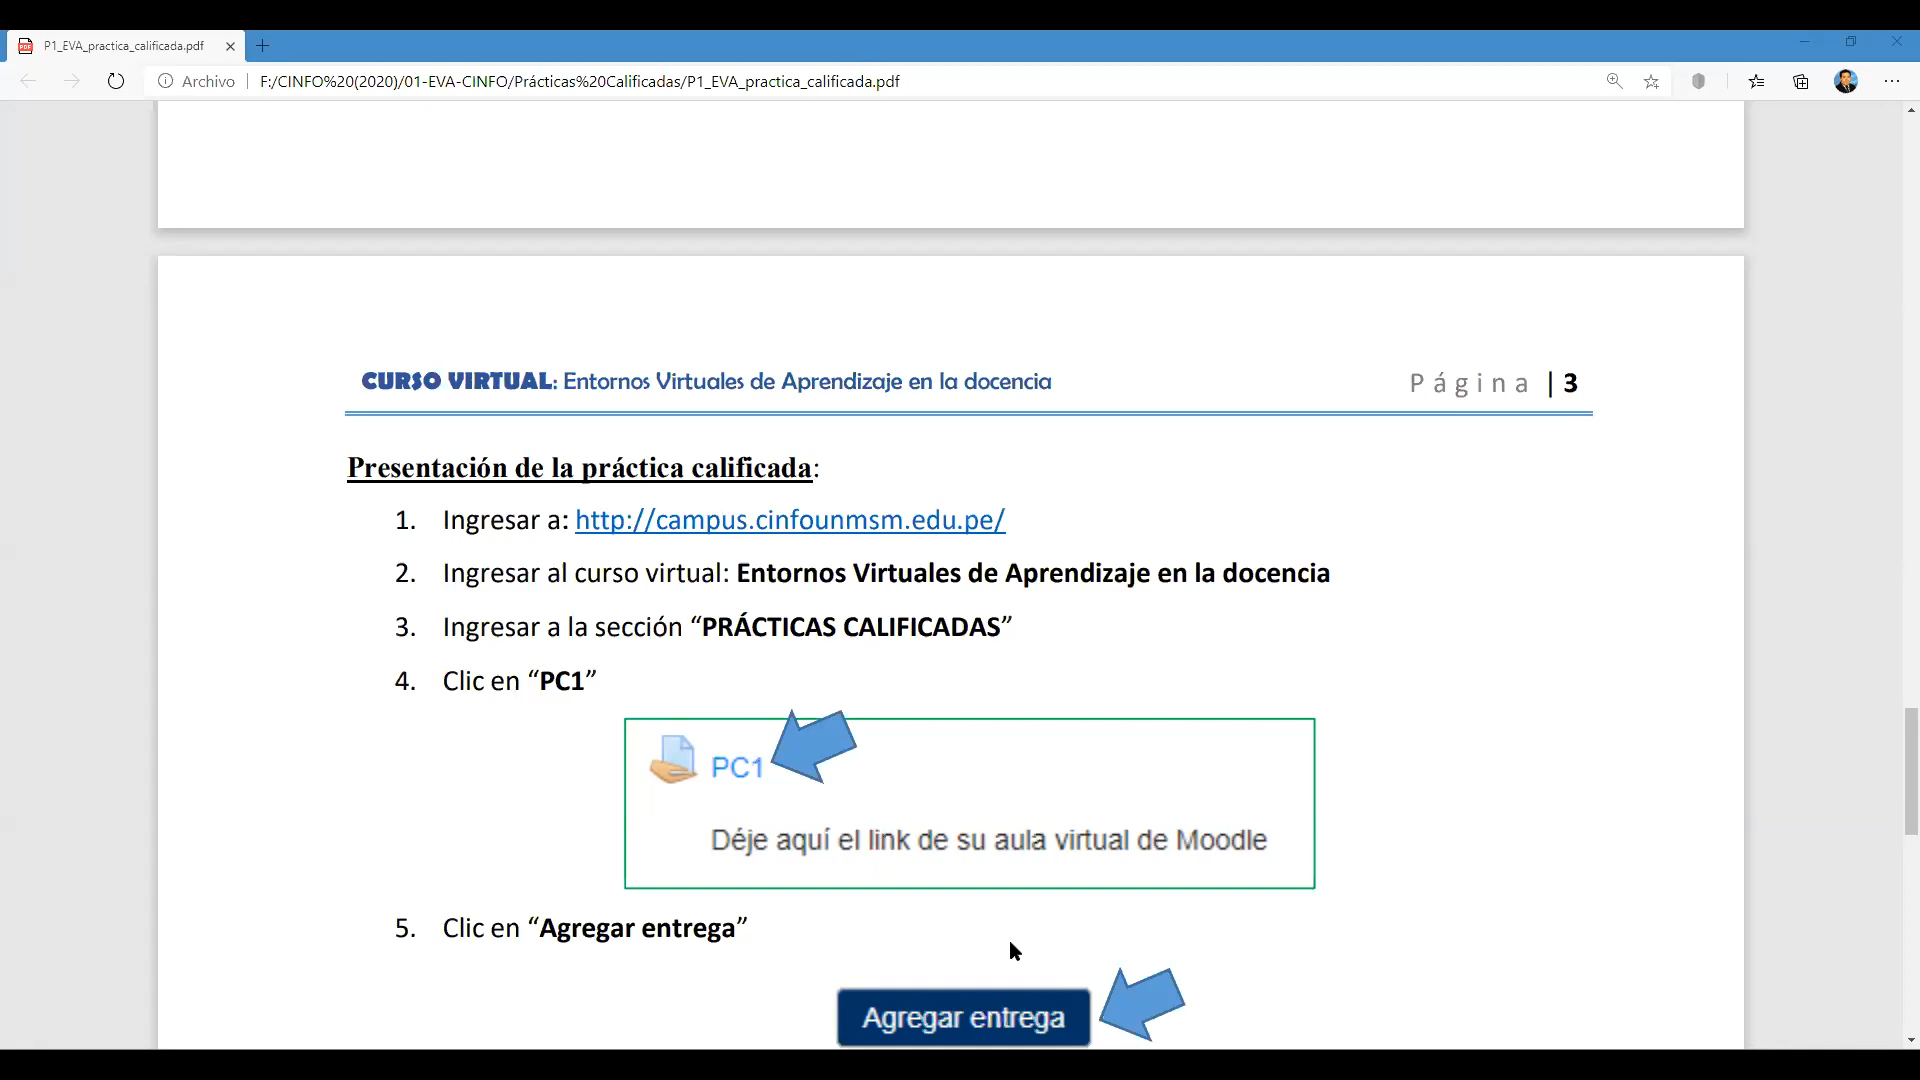 P1_EVA_practica_calificada.pdf
Archivo F:/CINFO%20(2020)/01-EVA-CINFO/Prácticas%20Calificadas/P1_EVA_practica_calificada.pdf
CURSO VIRTUAL: Entornos Virtuales de Aprendizaje en la docencia Página | 3
Presentación de la práctica calificada:
1. Ingresar a: http://campus.cinfounmsm.edu.pe/
2. Ingresar al curso virtual: Entornos Virtuales de Aprendizaje en la docencia
3. Ingresar a la sección “PRÁCTICAS CALIFICADAS”
4. Clic en “PC1”
PC1
Déje aquí el link de su aula virtual de Moodle
5. Clic en “Agregar entrega”
Agregar entrega